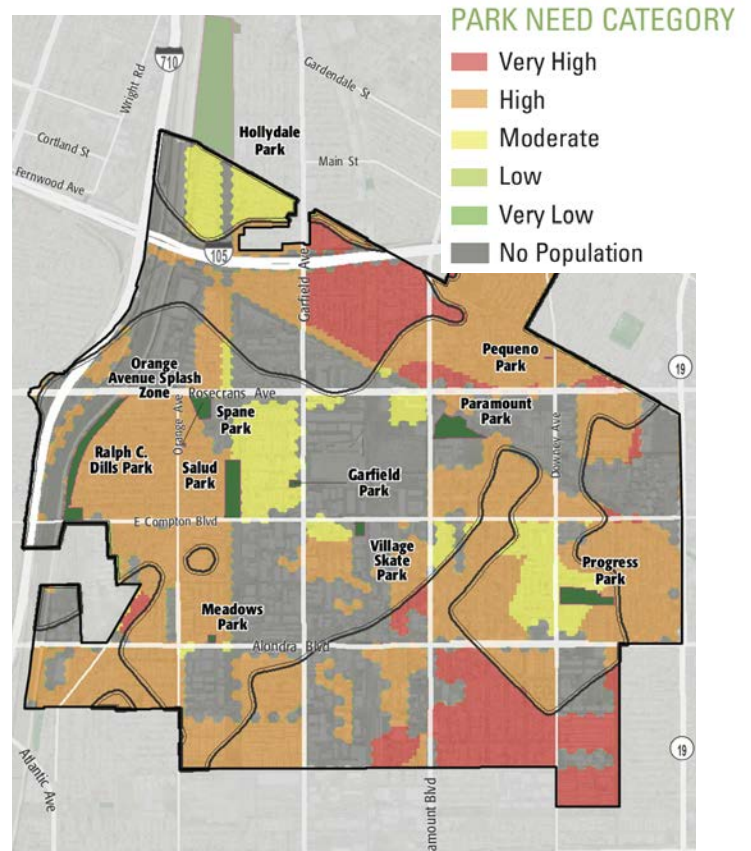 PARK NEED CATEGORY
Very High
High
Moderate
Low
Very Low
No Population
710
Wright Rd
Gardendale St
Hollydale
Park
Cortland St
Main St
Fernwood Ave
105
Garfield Ave
Pequeno
Park
19
Orange
Avenue Splash
Zone
Rosecrans Ave
Orange Ave
Spane
Park
Paramount
Park
Downey Ave
Ralph C.
Dills Park
Salud
Park
Garfield
Park
E Compton Blvd
Village
Skate
Park
Progress
Park
Meadows
Park
Alondra Blvd
19
Atlantic Ave
amount Blvd